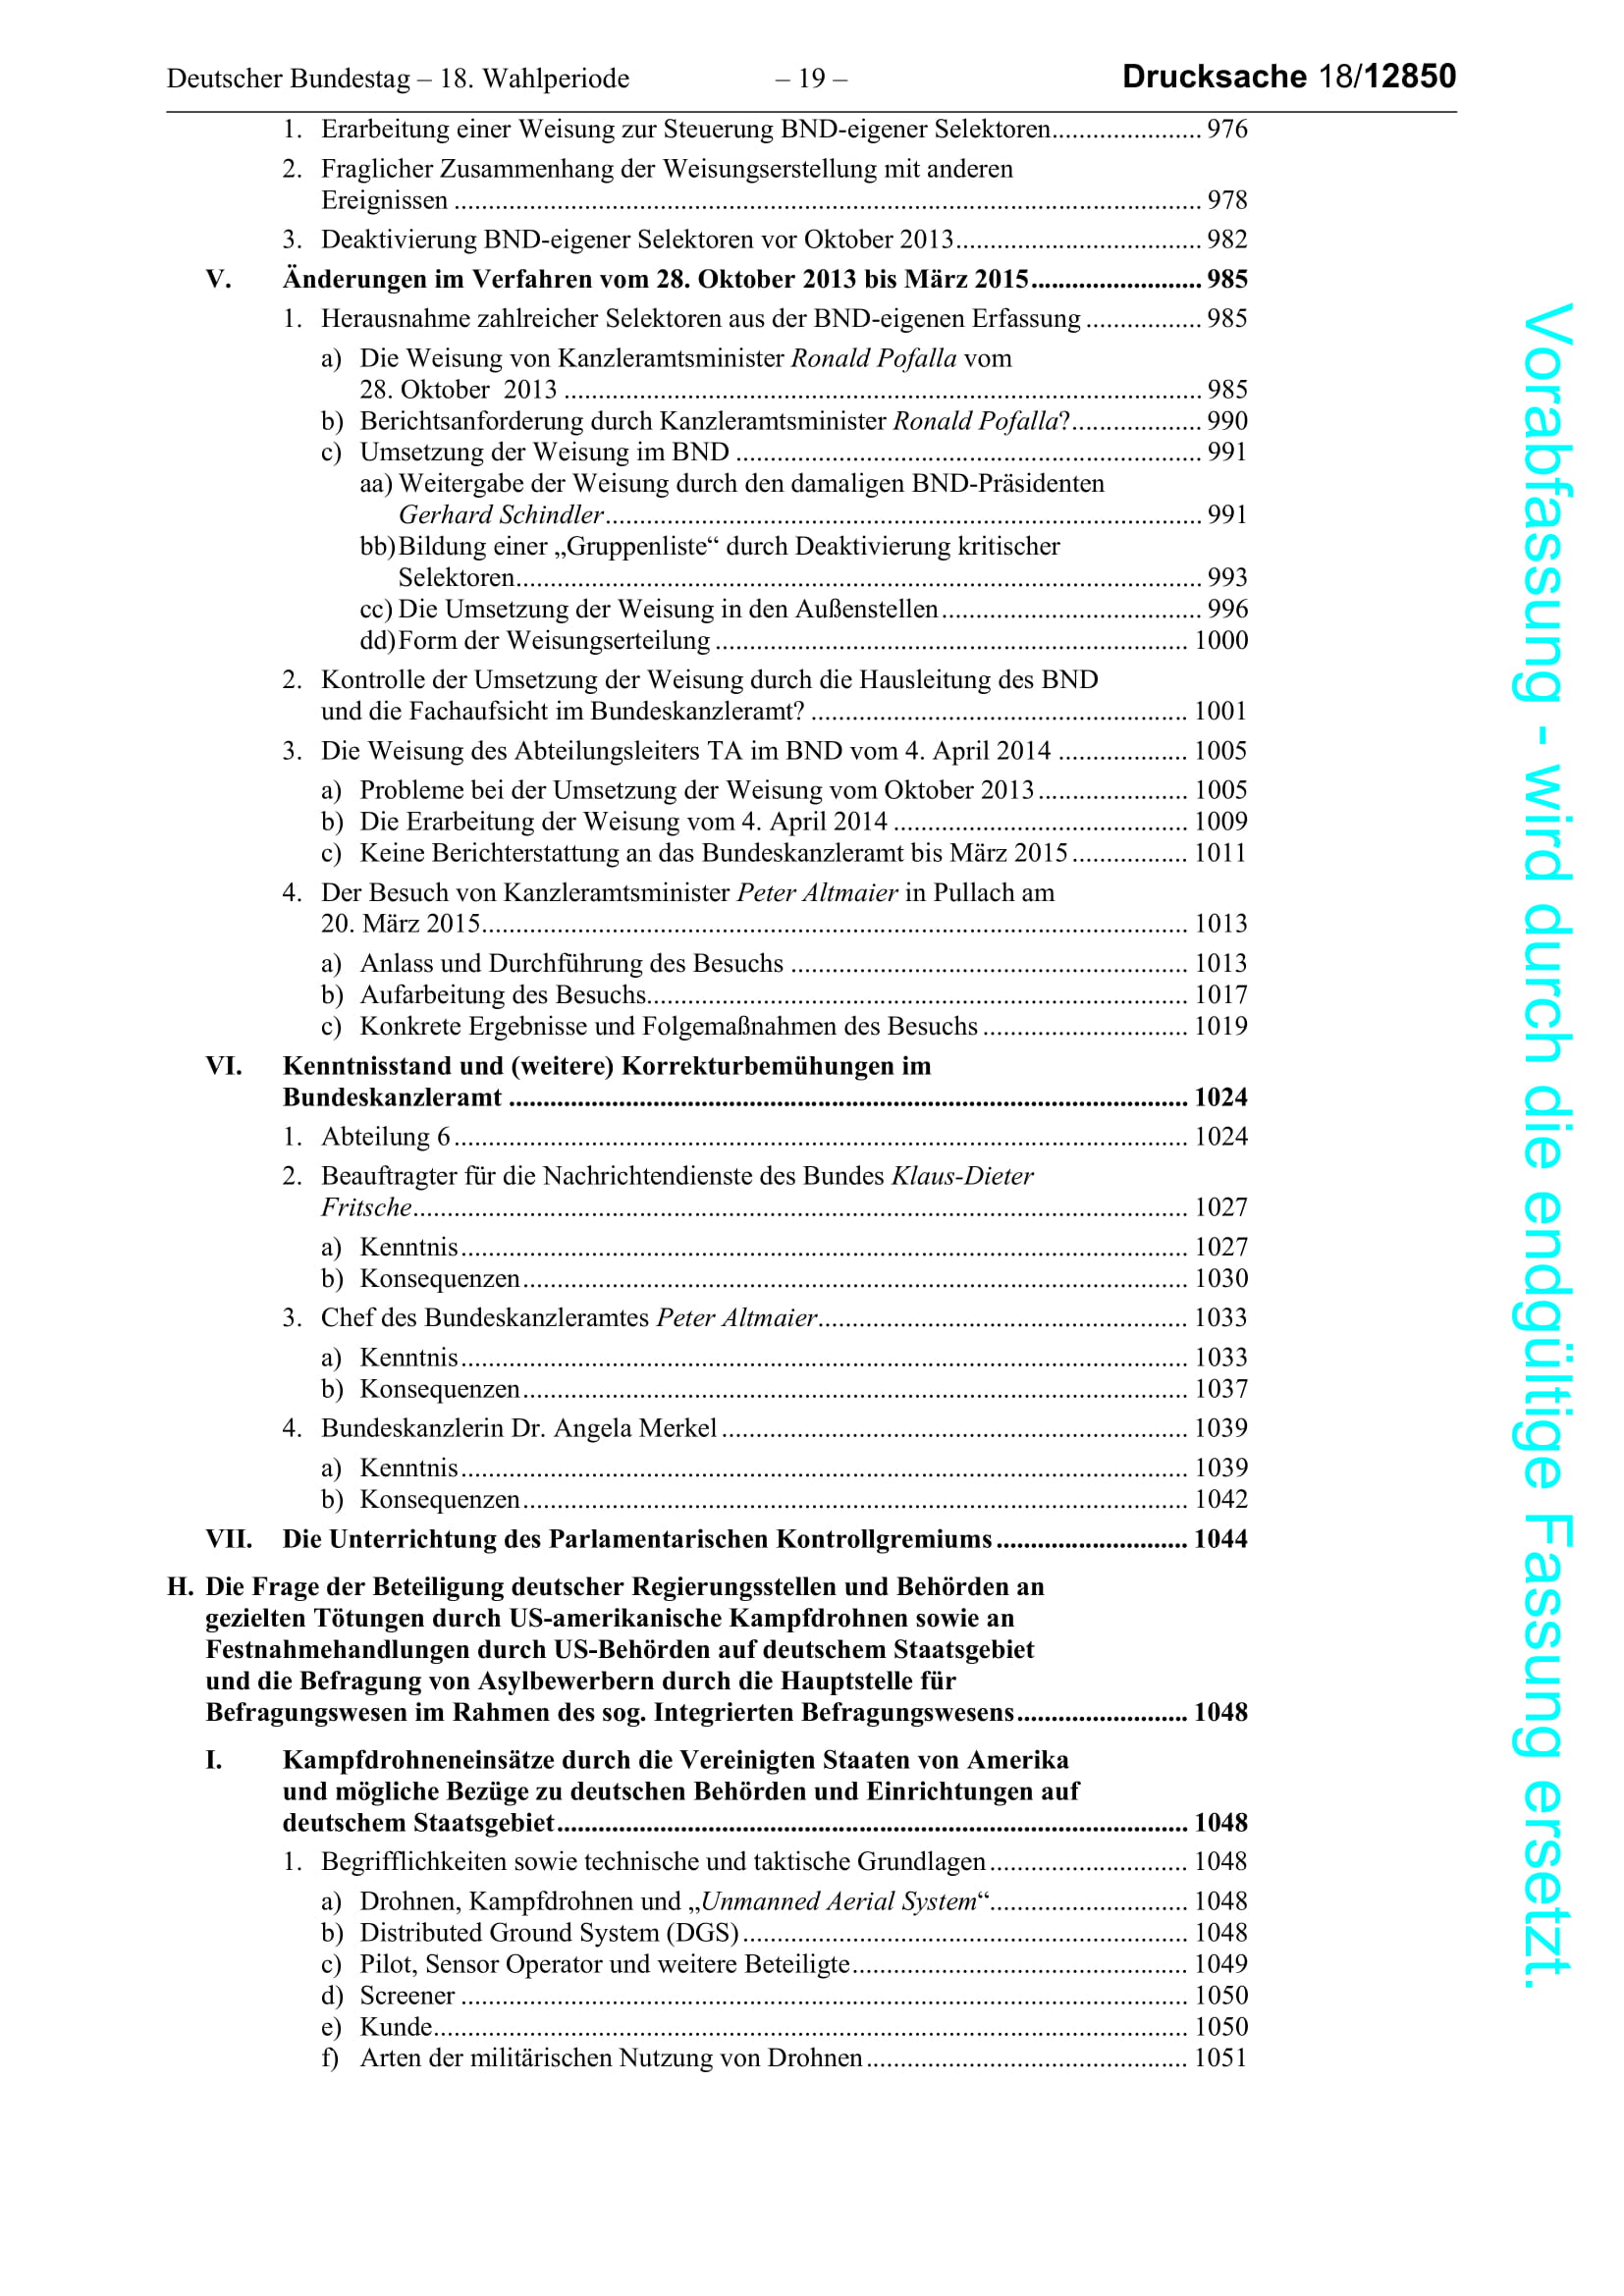 Deutscher Bundestag – 18. Wahlperiode – 19 – Drucksache 18/12850
1. Erarbeitung einer Weisung zur Steuerung BND-eigener Selektoren...................... 976
2. Fraglicher Zusammenhang der Weisungserstellung mit anderen
Ereignissen ............................................................................................................. 978
3. Deaktivierung BND-eigener Selektoren vor Oktober 2013.................................... 982
V. Änderungen im Verfahren vom 28. Oktober 2013 bis März 2015......................... 985
1. Herausnahme zahlreicher Selektoren aus der BND-eigenen Erfassung ................. 985
a) Die Weisung von Kanzleramtsminister Ronald Pofalla vom
28. Oktober 2013 ............................................................................................. 985
b) Berichtsanforderung durch Kanzleramtsminister Ronald Pofalla?................... 990
c) Umsetzung der Weisung im BND .................................................................... 991
aa) Weitergabe der Weisung durch den damaligen BND-Präsidenten
Gerhard Schindler....................................................................................... 991
bb) Bildung einer „Gruppenliste“ durch Deaktivierung kritischer
Selektoren.................................................................................................... 993
cc) Die Umsetzung der Weisung in den Außenstellen...................................... 996
dd) Form der Weisungserteilung ..................................................................... 1000
2. Kontrolle der Umsetzung der Weisung durch die Hausleitung des BND
und die Fachaufsicht im Bundeskanzleramt? ....................................................... 1001
3. Die Weisung des Abteilungsleiters TA im BND vom 4. April 2014 ................... 1005
a) Probleme bei der Umsetzung der Weisung vom Oktober 2013...................... 1005
b) Die Erarbeitung der Weisung vom 4. April 2014 ........................................... 1009
c) Keine Berichterstattung an das Bundeskanzleramt bis März 2015................. 1011
4. Der Besuch von Kanzleramtsminister Peter Altmaier in Pullach am
20. März 2015....................................................................................................... 1013
a) Anlass und Durchführung des Besuchs .......................................................... 1013
b) Aufarbeitung des Besuchs............................................................................... 1017
c) Konkrete Ergebnisse und Folgemaßnahmen des Besuchs .............................. 1019
VI. Kenntnisstand und (weitere) Korrekturbemühungen im
Bundeskanzleramt .................................................................................................... 1024
1. Abteilung 6........................................................................................................... 1024
2. Beauftragter für die Nachrichtendienste des Bundes Klaus-Dieter
Fritsche................................................................................................................. 1027
a) Kenntnis.......................................................................................................... 1027
b) Konsequenzen................................................................................................. 1030
3. Chef des Bundeskanzleramtes Peter Altmaier...................................................... 1033
a) Kenntnis.......................................................................................................... 1033
b) Konsequenzen................................................................................................. 1037
4. Bundeskanzlerin Dr. Angela Merkel.................................................................... 1039
a) Kenntnis.......................................................................................................... 1039
b) Konsequenzen................................................................................................. 1042
VII. Die Unterrichtung des Parlamentarischen Kontrollgremiums............................ 1044
H. Die Frage der Beteiligung deutscher Regierungsstellen und Behörden an
gezielten Tötungen durch US-amerikanische Kampfdrohnen sowie an
Festnahmehandlungen durch US-Behörden auf deutschem Staatsgebiet
und die Befragung von Asylbewerbern durch die Hauptstelle für
Befragungswesen im Rahmen des sog. Integrierten Befragungswesens......................... 1048
I. Kampfdrohneneinsätze durch die Vereinigten Staaten von Amerika
und mögliche Bezüge zu deutschen Behörden und Einrichtungen auf
deutschem Staatsgebiet............................................................................................. 1048
1. Begrifflichkeiten sowie technische und taktische Grundlagen............................. 1048
a) Drohnen, Kampfdrohnen und „Unmanned Aerial System“............................. 1048
b) Distributed Ground System (DGS)................................................................. 1048
c) Pilot, Sensor Operator und weitere Beteiligte................................................. 1049
d) Screener .......................................................................................................... 1050
e) Kunde.............................................................................................................. 1050
f) Arten der militärischen Nutzung von Drohnen............................................... 1051
Vorabfassung - wird durch die endgültige Fassung ersetzt.